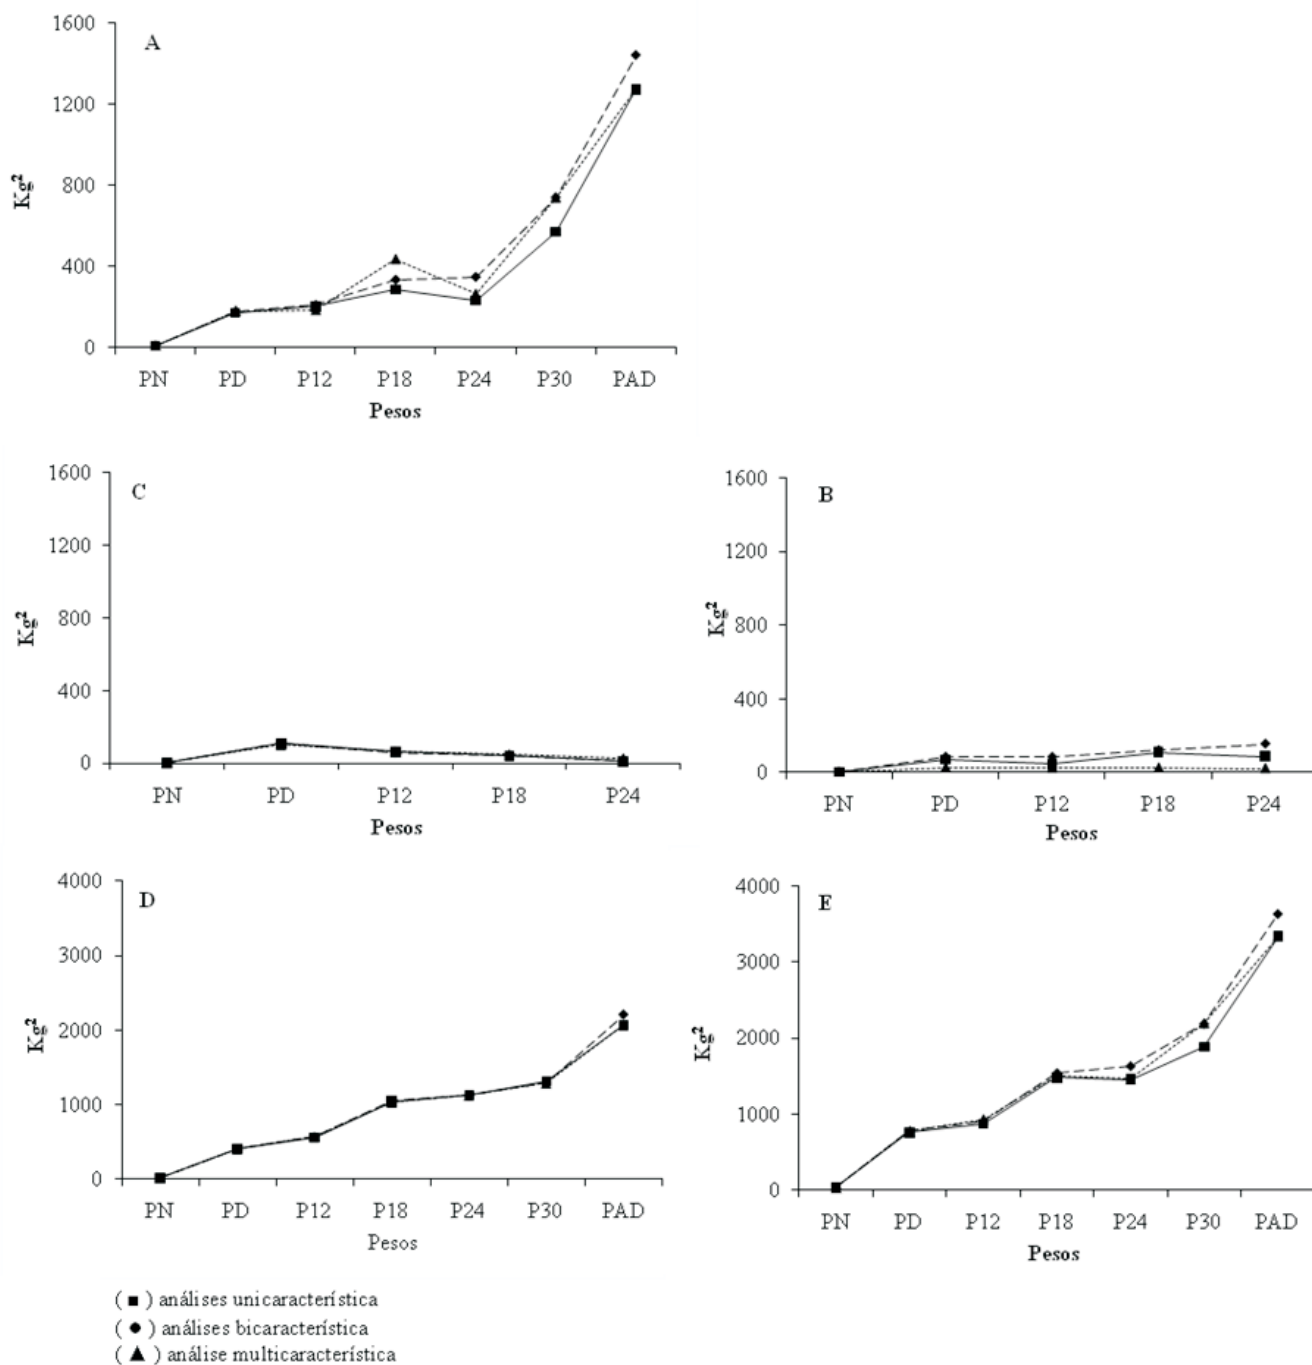 A
1600
1200
800
400
0
Kg²
PN PD P12 P18 P24 P30 PAD
Pesos
C
1600
1200
800
400
0
Kg²
PN PD P12 P18 P24
Pesos
B
1600
1200
800
400
0
Kg²
PN PD P12 P18 P24
Pesos
D
4000
3000
2000
1000
0
Kg²
PN PD P12 P18 P24 P30 PAD
Pesos
E
4000
3000
2000
1000
0
Kg²
PN PD P12 P18 P24 P30 PAD
Pesos
( ■ ) análises unicaracterística
( ● ) análises bicaracterística
( ▲ ) análise multicaracterística